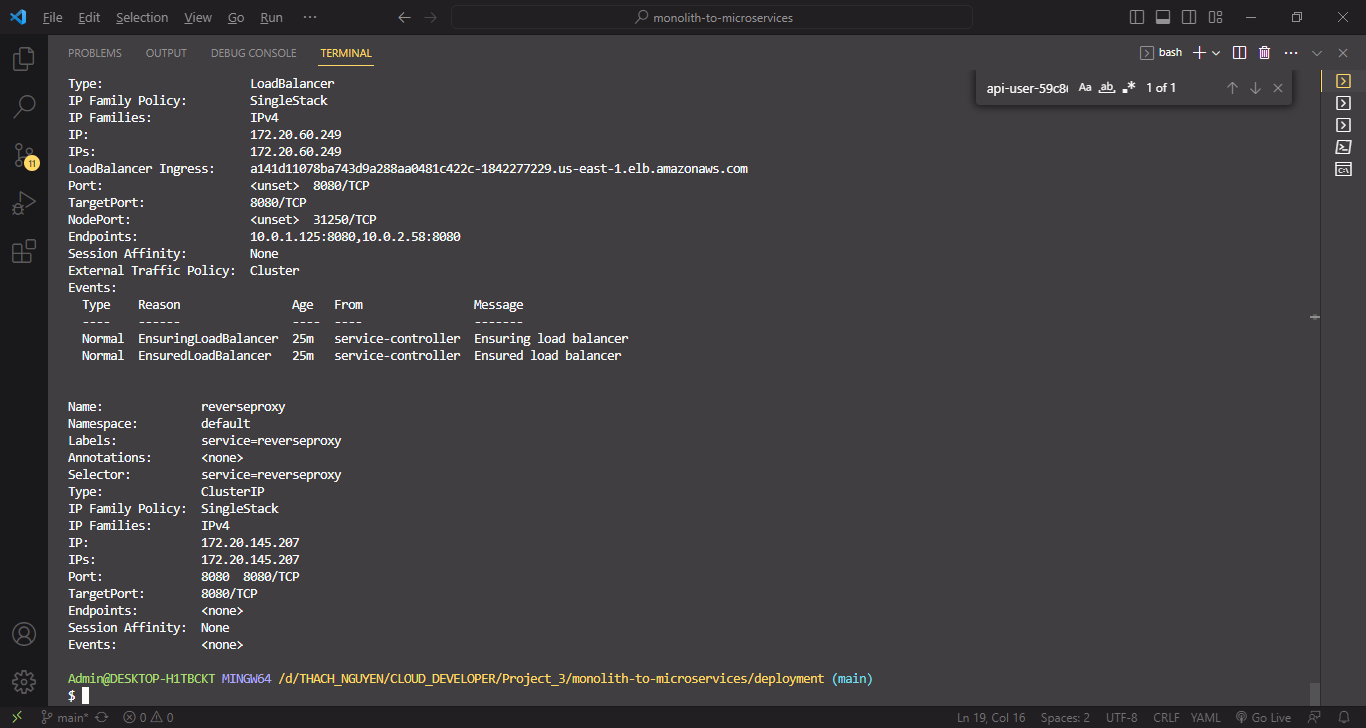 File Edit Selection View Go Run ··· monolith-to-microservices
PROBLEMS OUTPUT DEBUG CONSOLE TERMINAL bash
api-user-59c8 Aa ab 1 of 1
Type: LoadBalancer
IP Family Policy: SingleStack
IP Families: IPv4
IP: 172.20.60.249
IPs: 172.20.60.249
LoadBalancer Ingress: a141d11078ba743d9a288aa0481c422c-1842277229.us-east-1.elb.amazonaws.com
Port: <unset> 8080/TCP
TargetPort: 8080/TCP
NodePort: <unset> 31250/TCP
Endpoints: 10.0.1.125:8080,10.0.2.58:8080
Session Affinity: None
External Traffic Policy: Cluster
Events:
Type Reason Age From Message
---- ------ ---- ---- -------
Normal EnsuringLoadBalancer 25m service-controller Ensuring load balancer
Normal EnsuredLoadBalancer 25m service-controller Ensured load balancer
Name: reverseproxy
Namespace: default
Labels: service=reverseproxy
Annotations: <none>
Selector: service=reverseproxy
Type: ClusterIP
IP Family Policy: SingleStack
IP Families: IPv4
IP: 172.20.145.207
IPs: 172.20.145.207
Port: 8080 8080/TCP
TargetPort: 8080/TCP
Endpoints: <none>
Session Affinity: None
Events: <none>
Admin@DESKTOP-H1TBCKT MINGW64 /d/THACH_NGUYEN/CLOUD_DEVELOPER/Project_3/monolith-to-microservices/deployment (main)
$
11
main* 0 0 Ln 19, Col 16 Spaces: 2 UTF-8 CRLF YAML Go Live